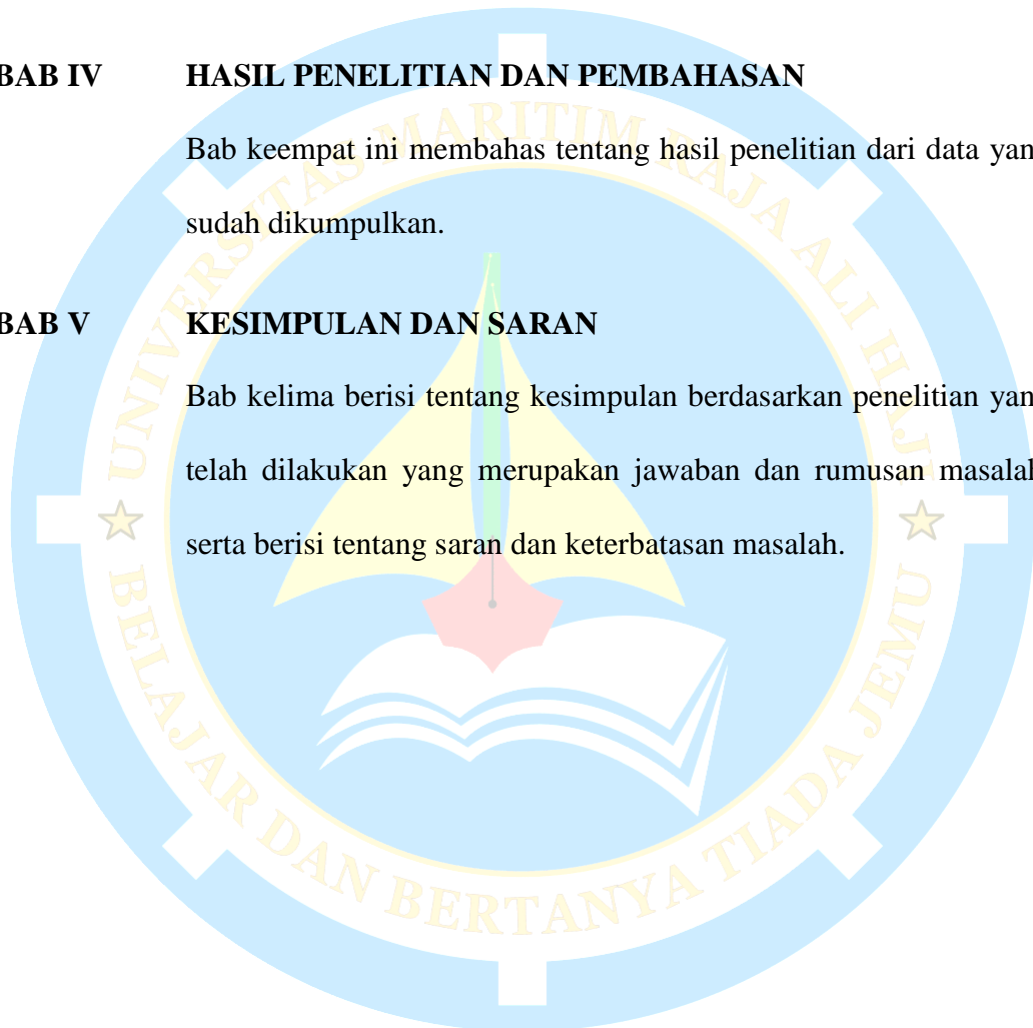 BAB IV HASIL PENELITIAN DAN PEMBAHASAN
Bab keempat ini membahas tentang hasil penelitian dari data yan
sudah dikumpulkan.
BAB V KESIMPULAN DAN SARAN
Bab kelima berisi tentang kesimpulan berdasarkan penelitian yan
telah dilakukan yang merupakan jawaban dan rumusan masalah
serta berisi tentang saran dan keterbatasan masalah.
UNIVERSITAS MARITIM RAJA ALI HAJI
BELAJAR DAN BERTANYA TIADA JEMU